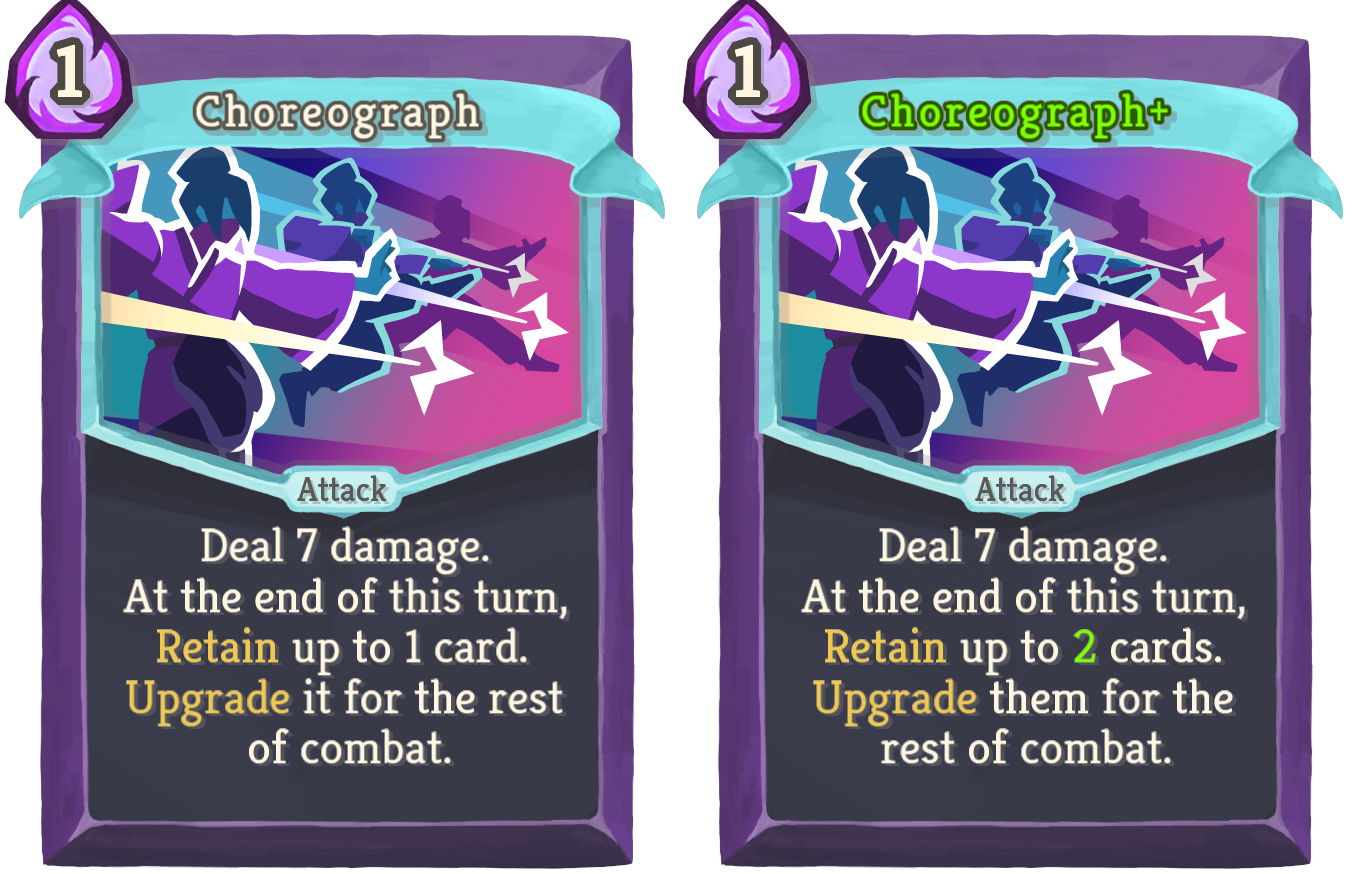 1
Choreograph
Attack
Deal 7 damage.
At the end of this turn,
Retain up to 1 card.
Upgrade it for the rest
of combat.
1
Choreograph+
Attack
Deal 7 damage.
At the end of this turn,
Retain up to 2 cards.
Upgrade them for the
rest of combat.